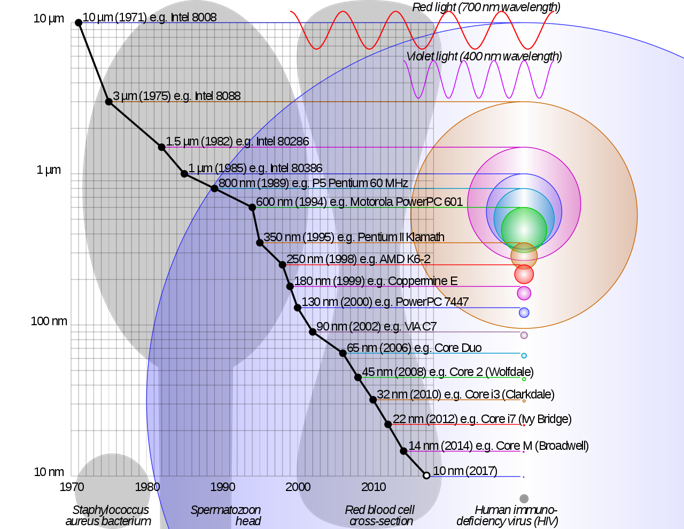 Red light (700 nm wavelength)
10 µm
10 µm (1971) e.g. Intel 8008
Violet light (400 nm wavelength)
3 µm (1975) e.g. Intel 8088
1.5 µm (1982) e.g. Intel 80286
1 µm
1 µm (1985) e.g. Intel 80386
800 nm (1989) e.g. P5 Pentium 60 MHz
600 nm (1994) e.g. Motorola PowerPC 601
350 nm (1995) e.g. Pentium II Klamath
250 nm (1998) e.g. AMD K6-2
180 nm (1999) e.g. Coppermine E
130 nm (2000) e.g. PowerPC 7447
100 nm
90 nm (2002) e.g. VIA C7
65 nm (2006) e.g. Core Duo
45 nm (2008) e.g. Core 2 (Wolfdale)
32 nm (2010) e.g. Core i3 (Clarkdale)
22 nm (2012) e.g. Core i7 (Ivy Bridge)
14 nm (2014) e.g. Core M (Broadwell)
10 nm
10 nm (2017)
1970 1980 1990 2000 2010
Staphylococcus
aureus bacterium
Spermatozoon
head
Red blood cell
cross-section
Human immuno-
deficiency virus (HIV)